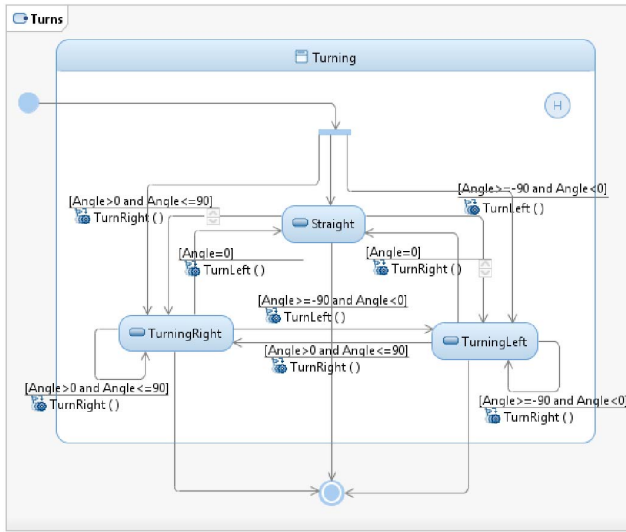 Turns
Turning
H
[Angle>0 and Angle<=90]
TurnRight ( )
[Angle>=-90 and Angle<0]
TurnLeft ( )
Straight
[Angle=0]
TurnLeft ( )
[Angle=0]
TurnRight ( )
[Angle>=-90 and Angle<0]
TurnLeft ( )
TurningRight
TurningLeft
[Angle>0 and Angle<=90]
TurnRight ( )
[Angle>0 and Angle<=90]
TurnRight ( )
[Angle>=-90 and Angle<0]
TurnRight ( )